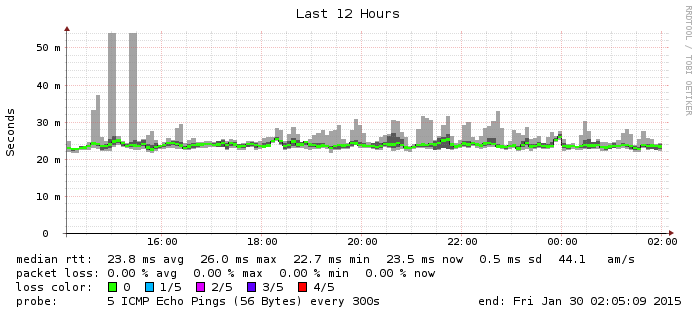 Last 12 Hours
RRDTOOL / TOBI OETIKER
Seconds
50 m
40 m
30 m
20 m
10 m
0
16:00 18:00 20:00 22:00 00:00 02:00
median rtt: 23.8 ms avg 26.0 ms max 22.7 ms min 23.5 ms now 0.5 ms sd 44.1 am/s
packet loss: 0.00 % avg 0.00 % max 0.00 % min 0.00 % now
loss color: 0 1/5 2/5 3/5 4/5
probe: 5 ICMP Echo Pings (56 Bytes) every 300s end: Fri Jan 30 02:05:09 2015